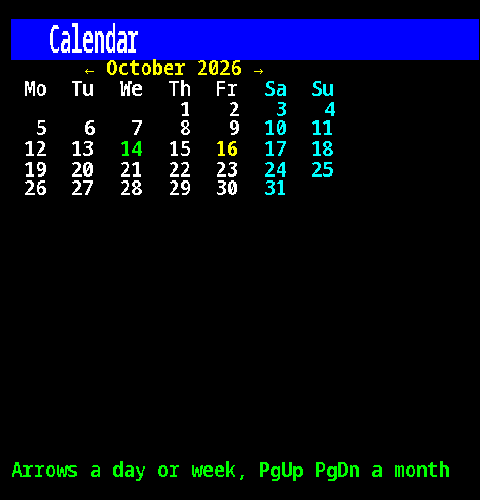 Calendar
← October 2026 →
Mo Tu We Th Fr Sa Su
1 2 3 4
5 6 7 8 9 10 11
12 13 14 15 16 17 18
19 20 21 22 23 24 25
26 27 28 29 30 31
Arrows a day or week, PgUp PgDn a month